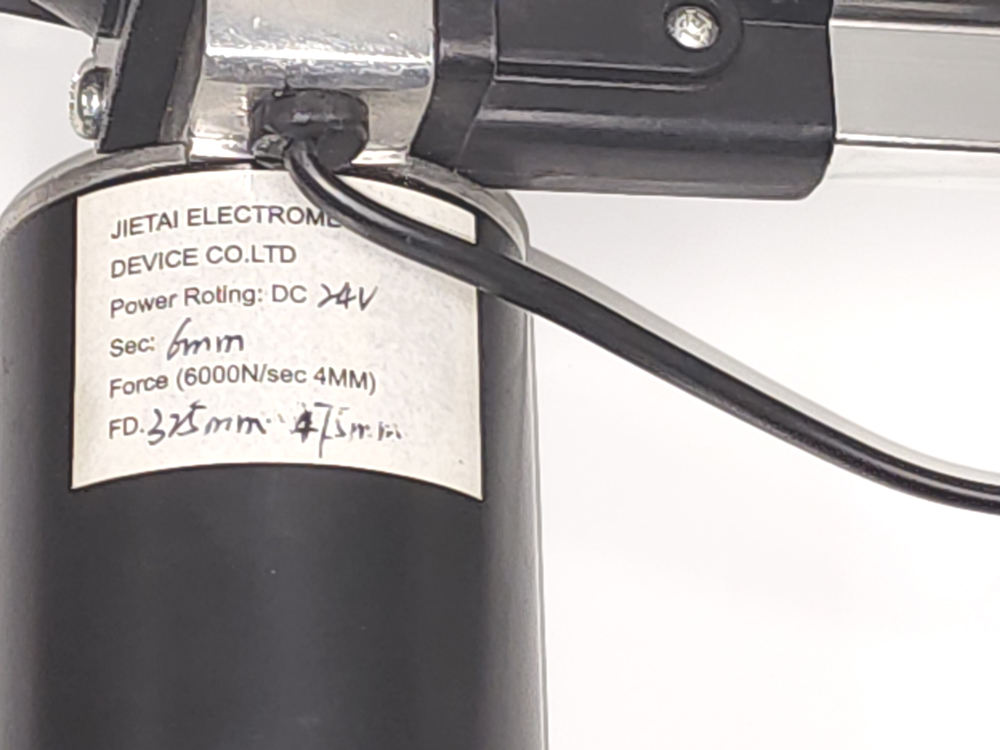 JIETAI ELECTROME
DEVICE CO.LTD
Power Roting: DC 24V
Sec: 6mm
Force (6000N/sec 4MM)
FD. 325mm 475mm